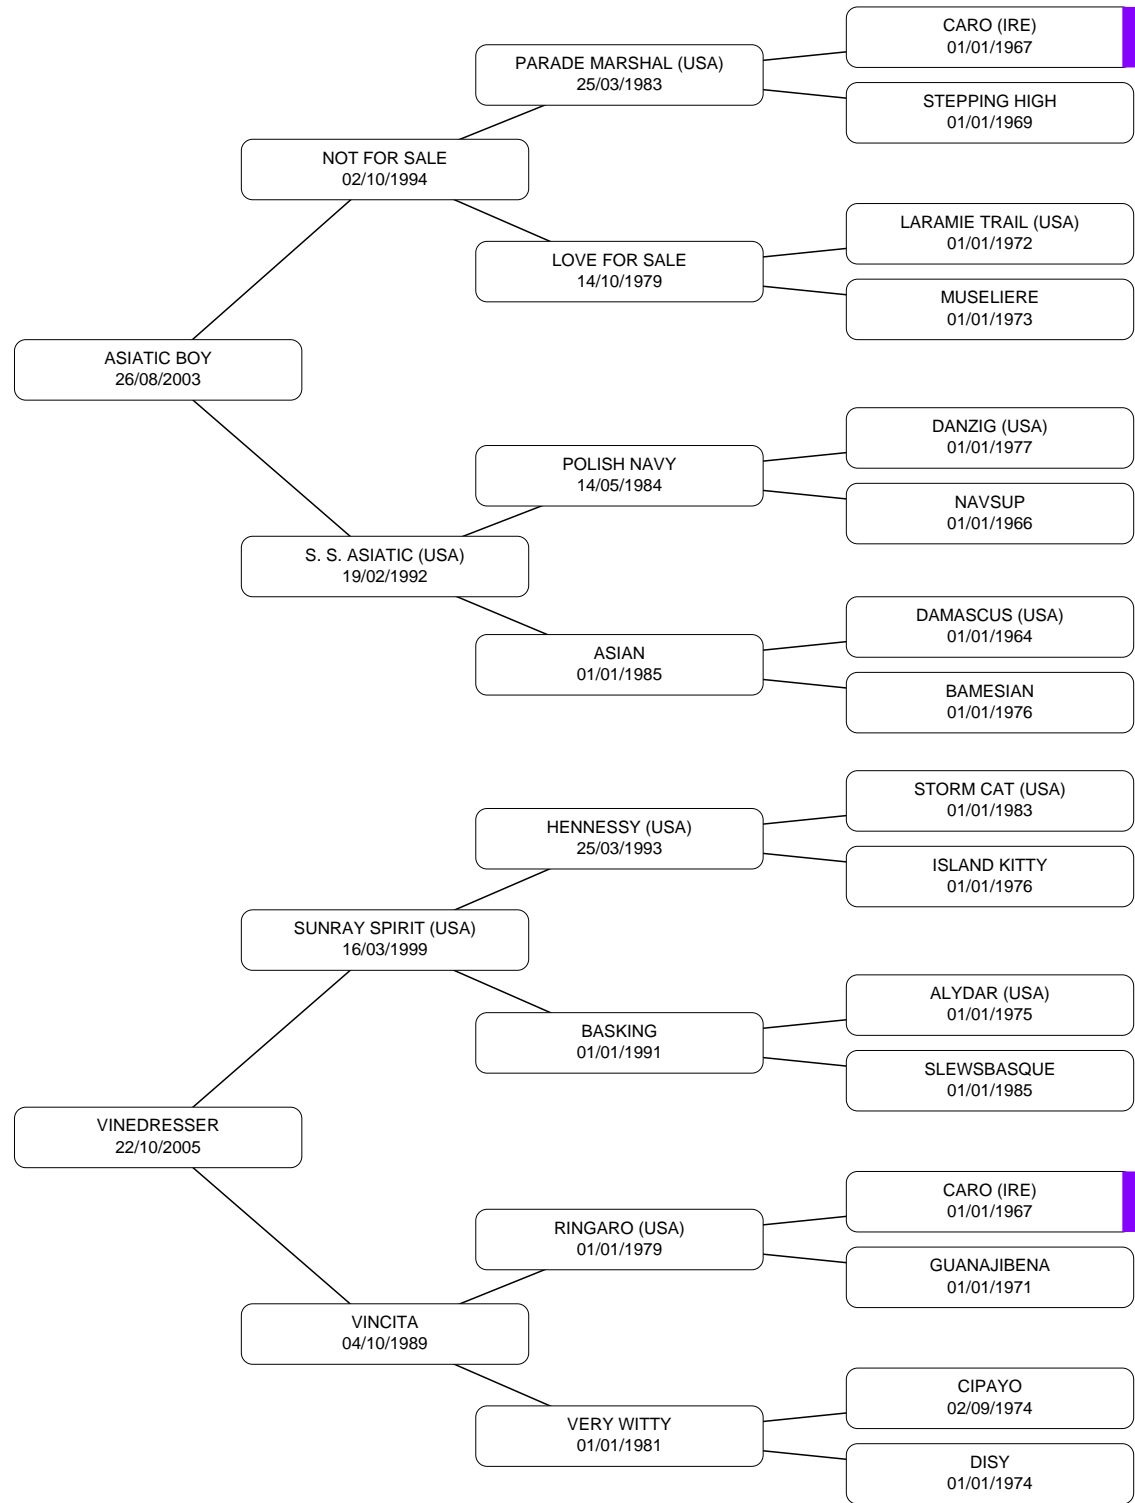 CARO (IRE)
01/01/1967
PARADE MARSHAL (USA)
25/03/1983
STEPPING HIGH
01/01/1969
NOT FOR SALE
02/10/1994
LARAMIE TRAIL (USA)
01/01/1972
LOVE FOR SALE
14/10/1979
MUSELIERE
01/01/1973
ASIATIC BOY
26/08/2003
DANZIG (USA)
01/01/1977
POLISH NAVY
14/05/1984
NAVSUP
01/01/1966
S. S. ASIATIC (USA)
19/02/1992
DAMASCUS (USA)
01/01/1964
ASIAN
01/01/1985
BAMESIAN
01/01/1976
STORM CAT (USA)
01/01/1983
HENNESSY (USA)
25/03/1993
ISLAND KITTY
01/01/1976
SUNRAY SPIRIT (USA)
16/03/1999
ALYDAR (USA)
01/01/1975
BASKING
01/01/1991
SLEWSBASQUE
01/01/1985
VINEDRESSER
22/10/2005
CARO (IRE)
01/01/1967
RINGARO (USA)
01/01/1979
GUANAJIBENA
01/01/1971
VINCITA
04/10/1989
CIPAYO
02/09/1974
VERY WITTY
01/01/1981
DISY
01/01/1974